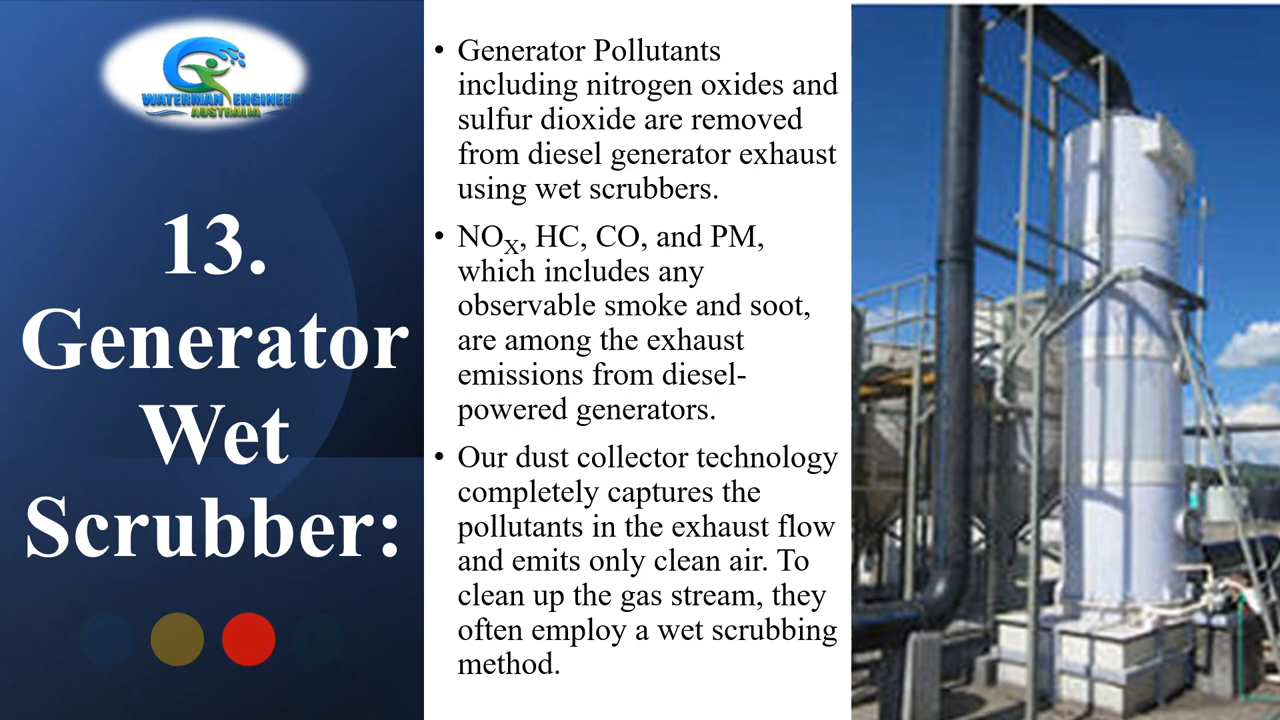 WATERMAN ENGINEE
AUSTRALIA
13.
Generator
Wet
Scrubber:
• Generator Pollutants
including nitrogen oxides and
sulfur dioxide are removed
from diesel generator exhaust
using wet scrubbers.
• NOX, HC, CO, and PM,
which includes any
observable smoke and soot,
are among the exhaust
emissions from diesel-
powered generators.
• Our dust collector technology
completely captures the
pollutants in the exhaust flow
and emits only clean air. To
clean up the gas stream, they
often employ a wet scrubbing
method.